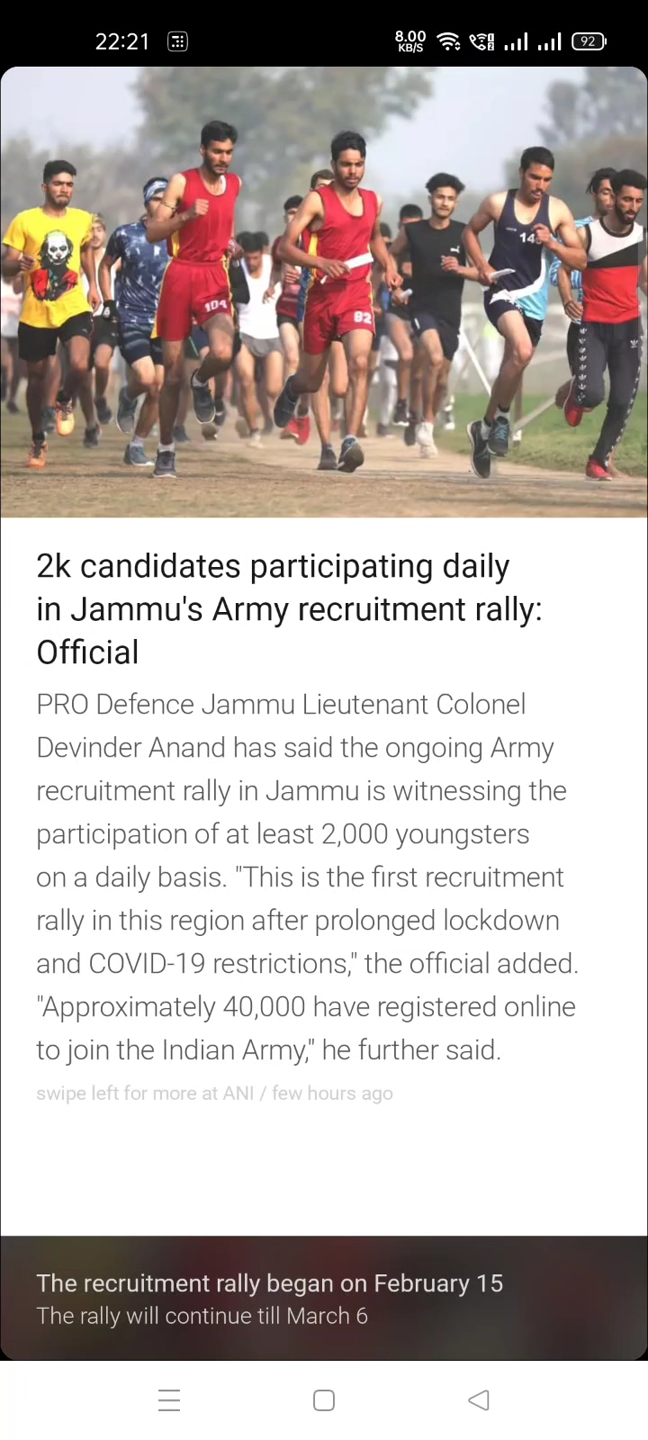 22:21
8.00
KB/S
92
14
104
82
2k candidates participating daily
in Jammu's Army recruitment rally:
Official
PRO Defence Jammu Lieutenant Colonel
Devinder Anand has said the ongoing Army
recruitment rally in Jammu is witnessing the
participation of at least 2,000 youngsters
on a daily basis. "This is the first recruitment
rally in this region after prolonged lockdown
and COVID-19 restrictions," the official added.
"Approximately 40,000 have registered online
to join the Indian Army," he further said.
swipe left for more at ANI / few hours ago
The recruitment rally began on February 15
The rally will continue till March 6